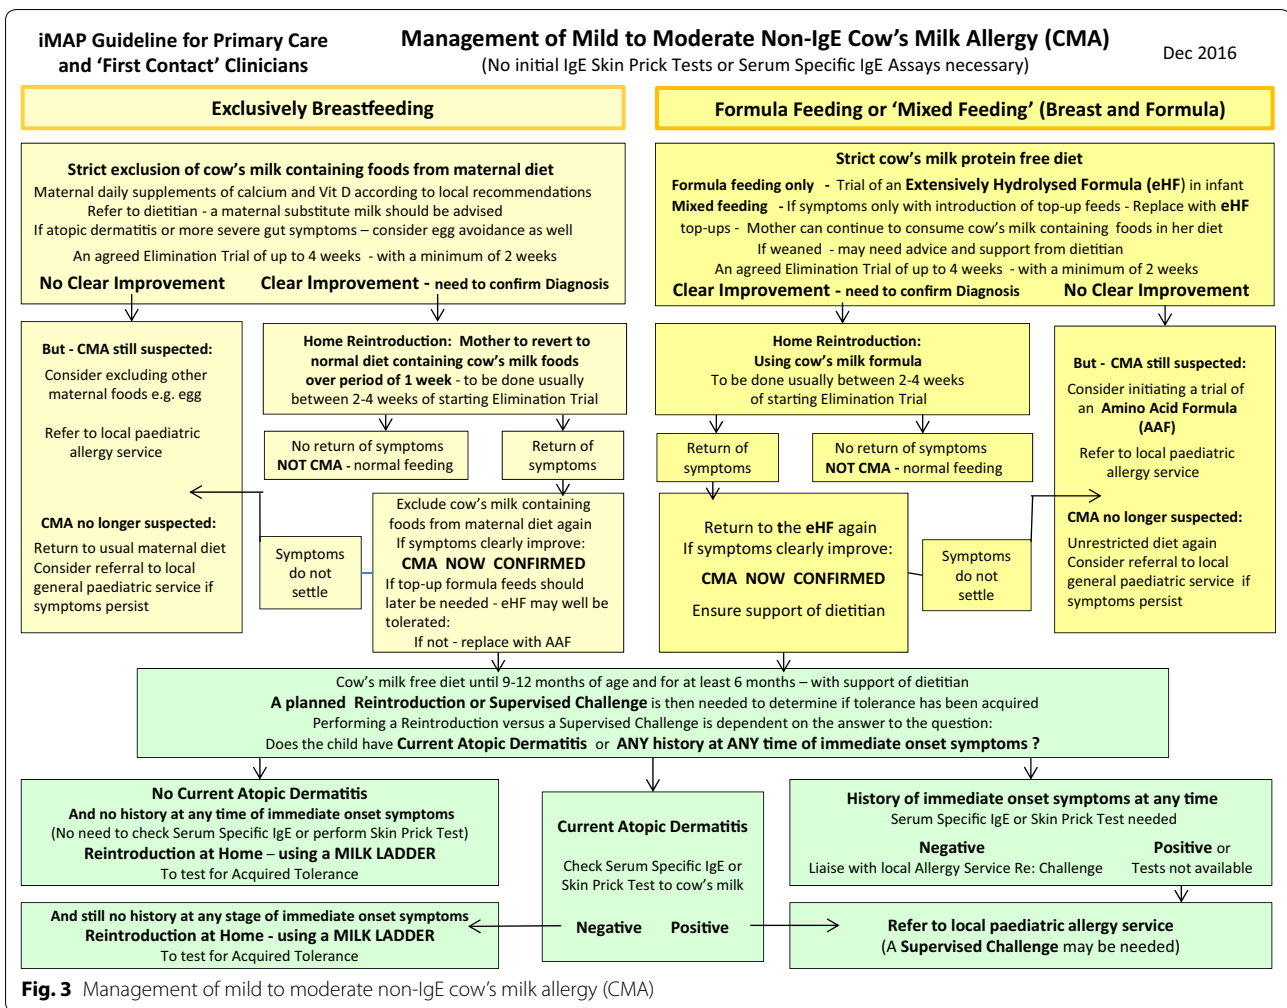 iMAP Guideline for Primary Care
and ‘First Contact’ Clinicians
Management of Mild to Moderate Non-IgE Cow’s Milk Allergy (CMA)
(No initial IgE Skin Prick Tests or Serum Specific IgE Assays necessary)
Dec 2016
Exclusively Breastfeeding
Strict exclusion of cow’s milk containing foods from maternal diet
Maternal daily supplements of calcium and Vit D according to local recommendations
Refer to dietitian - a maternal substitute milk should be advised
If atopic dermatitis or more severe gut symptoms – consider egg avoidance as well
An agreed Elimination Trial of up to 4 weeks - with a minimum of 2 weeks
No Clear Improvement
Clear Improvement - need to confirm Diagnosis
But - CMA still suspected:
Consider excluding other
maternal foods e.g. egg
Refer to local paediatric
allergy service
CMA no longer suspected:
Return to usual maternal diet
Consider referral to local
general paediatric service if
symptoms persist
Home Reintroduction: Mother to revert to
normal diet containing cow’s milk foods
over period of 1 week - to be done usually
between 2-4 weeks of starting Elimination Trial
No return of symptoms
NOT CMA - normal feeding
Return of
symptoms
Symptoms
do not
settle
Exclude cow’s milk containing
foods from maternal diet again
If symptoms clearly improve:
CMA NOW CONFIRMED
If top-up formula feeds should
later be needed - eHF may well be
tolerated:
If not - replace with AAF
Formula Feeding or ‘Mixed Feeding’ (Breast and Formula)
Strict cow’s milk protein free diet
Formula feeding only - Trial of an Extensively Hydrolysed Formula (eHF) in infant
Mixed feeding - If symptoms only with introduction of top-up feeds - Replace with eHF
top-ups - Mother can continue to consume cow’s milk containing foods in her diet
If weaned - may need advice and support from dietitian
An agreed Elimination Trial of up to 4 weeks - with a minimum of 2 weeks
Clear Improvement - need to confirm Diagnosis
No Clear Improvement
Home Reintroduction:
Using cow’s milk formula
To be done usually between 2-4 weeks
of starting Elimination Trial
Return of
symptoms
No return of symptoms
NOT CMA - normal feeding
Return to the eHF again
If symptoms clearly improve:
CMA NOW CONFIRMED
Ensure support of dietitian
Symptoms
do not
settle
But - CMA still suspected:
Consider initiating a trial of
an Amino Acid Formula
(AAF)
Refer to local paediatric
allergy service
CMA no longer suspected:
Unrestricted diet again
Consider referral to local
general paediatric service if
symptoms persist
Cow’s milk free diet until 9-12 months of age and for at least 6 months – with support of dietitian
A planned Reintroduction or Supervised Challenge is then needed to determine if tolerance has been acquired
Performing a Reintroduction versus a Supervised Challenge is dependent on the answer to the question:
Does the child have Current Atopic Dermatitis or ANY history at ANY time of immediate onset symptoms ?
No Current Atopic Dermatitis
And no history at any time of immediate onset symptoms
(No need to check Serum Specific IgE or perform Skin Prick Test)
Reintroduction at Home – using a MILK LADDER
To test for Acquired Tolerance
And still no history at any stage of immediate onset symptoms
Reintroduction at Home - using a MILK LADDER
To test for Acquired Tolerance
Current Atopic Dermatitis
Check Serum Specific IgE or
Skin Prick Test to cow’s milk
Negative Positive
History of immediate onset symptoms at any time
Serum Specific IgE or Skin Prick Test needed
Negative
Liaise with local Allergy Service Re: Challenge
Positive or
Tests not available
Refer to local paediatric allergy service
(A Supervised Challenge may be needed)
Fig. 3 Management of mild to moderate non-IgE cow’s milk allergy (CMA)